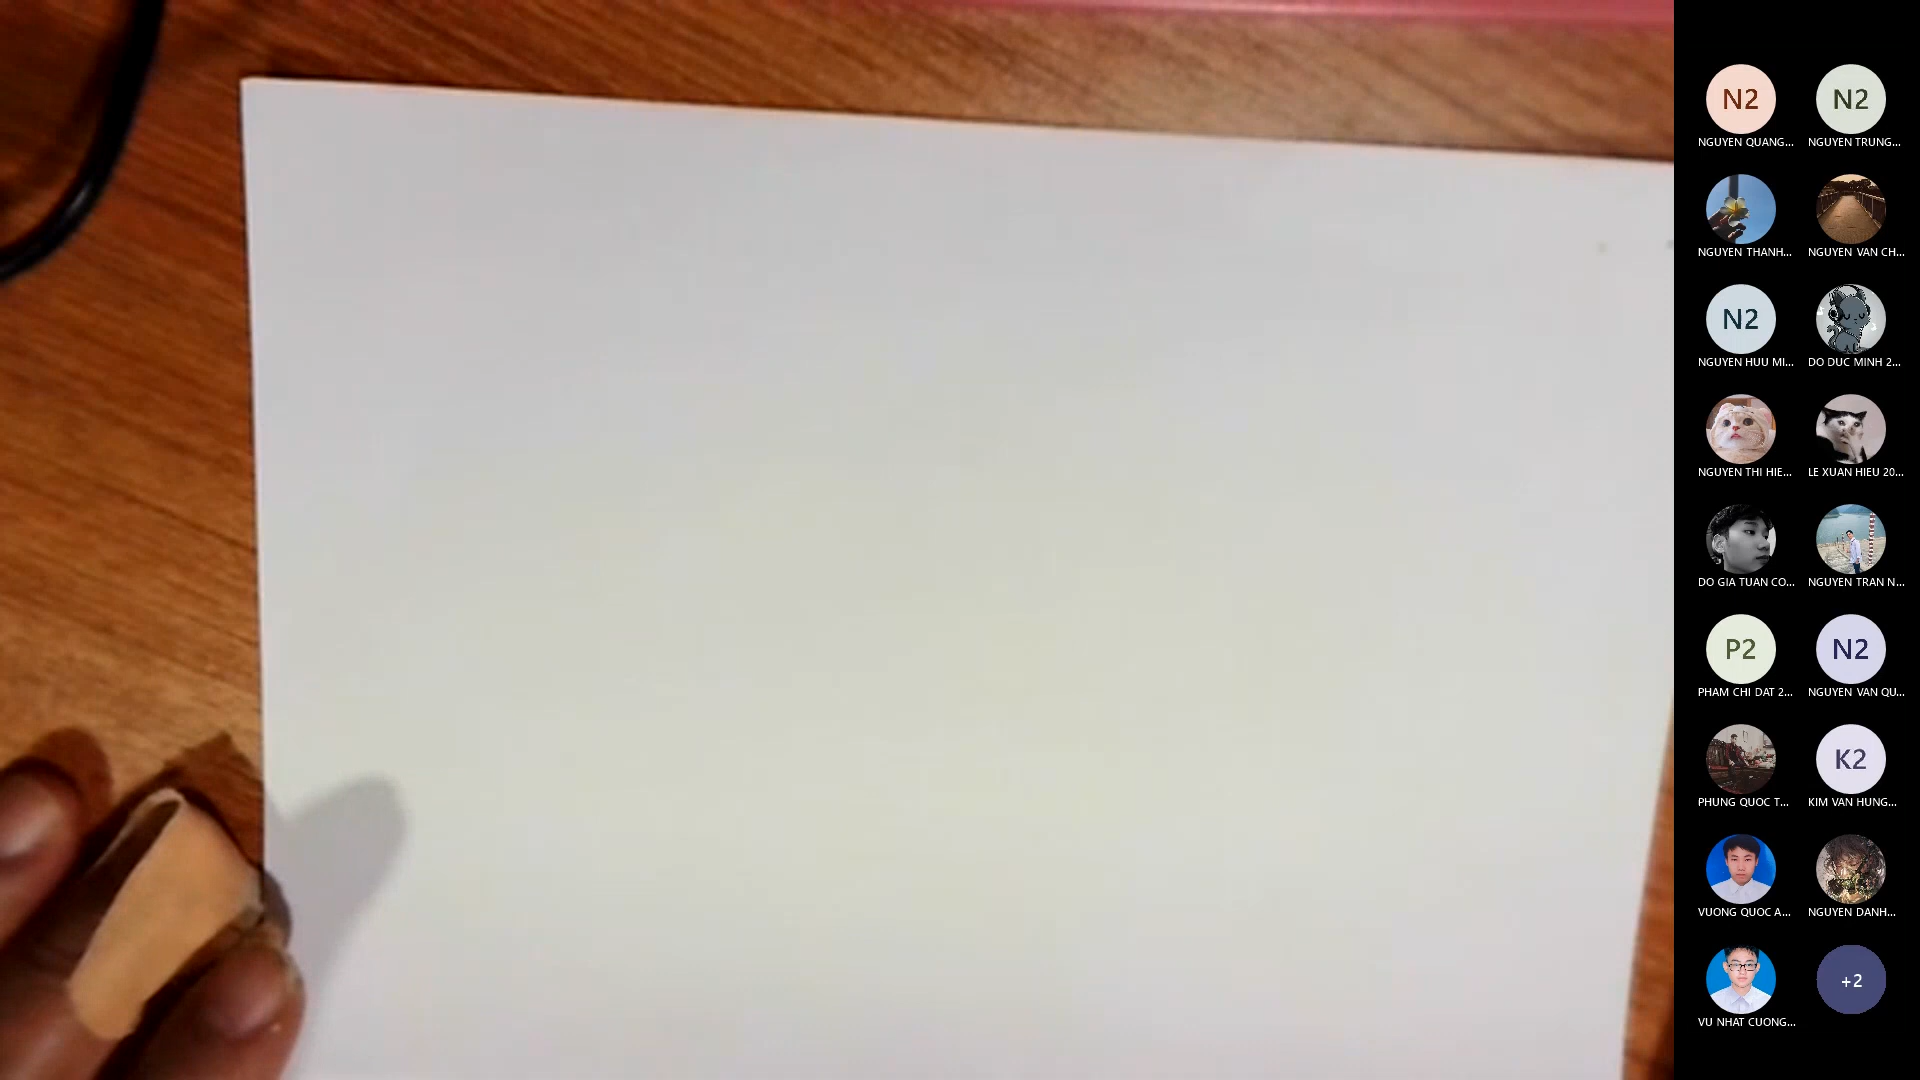 N2 N2
NGUYEN QUANG... NGUYEN TRUNG...
NGUYEN THANH... NGUYEN VAN CH...
N2
NGUYEN HUU MI... DO DUC MINH 2...
NGUYEN THI HIE... LE XUAN HIEU 20...
DO GIA TUAN CO... NGUYEN TRAN N...
P2 N2
PHAM CHI DAT 2... NGUYEN VAN QU...
K2
PHUNG QUOC T... KIM VAN HUNG...
VUONG QUOC A... NGUYEN DANH...
+2
VU NHAT CUONG...